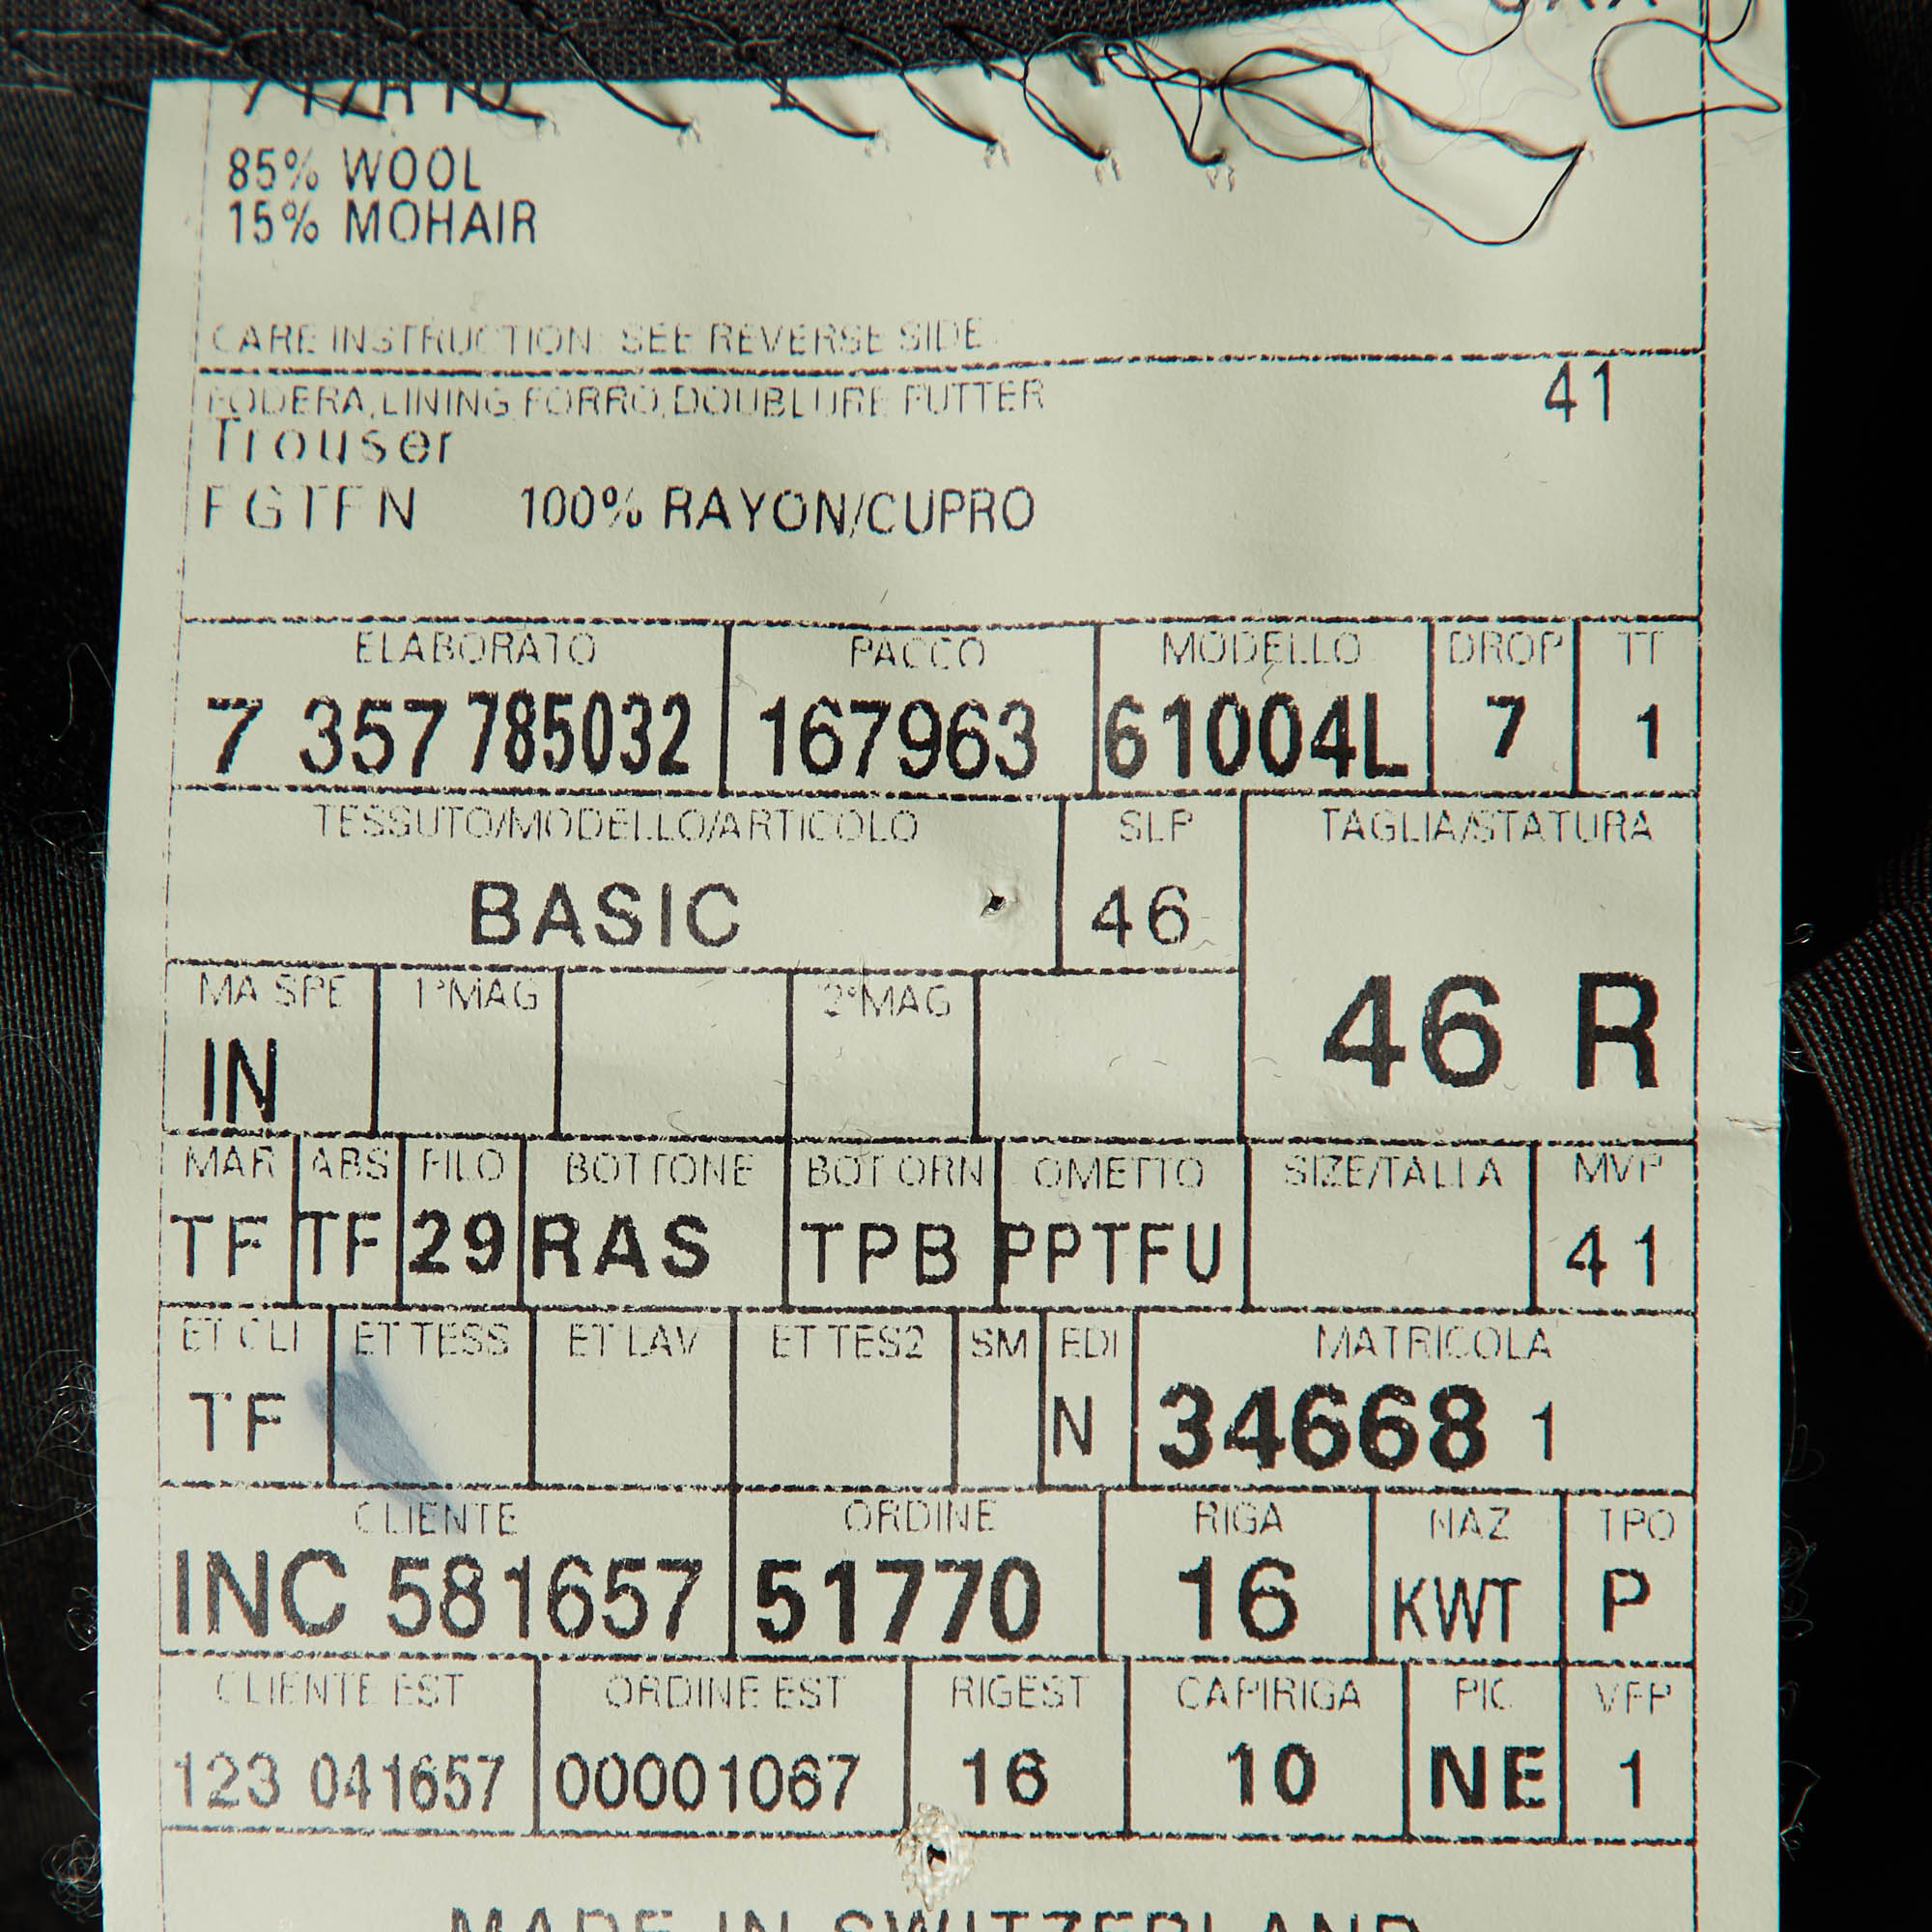 85% WOOL
15% MOHAIR
CARE INSTRUCTION: SEE REVERSE SIDE
FODERA,LINING FORRO,DOUBLURE FUTTER
41
Trouser
FGTFN 100% RAYON/CUPRO
ELABORATO PACCO MODELLO DROP TT
7 357 785032 167963 61004L 7 1
TESSUTO/MODELLO/ARTICOLO SLP TAGLIA/STATURA
BASIC 46
46 R
MA SPE 1°MAG 2°MAG
IN
MAR ABS FILO BOTTONE BOT ORN OMETTO SIZE/TALLA MVP
TF TF 29 RAS TPB PPTFU 41
ET CLI ET TESS ET LAV ET TES2 SM EDI MATRICOLA
TF N 34668 1
CLIENTE ORDINE RIGA NAZ TPO
INC 581657 51770 16 KWT P
CLIENTE EST ORDINE EST RIGEST CAPIRIGA PIC VFP
123 041657 00001067 16 10 NE 1
MADE IN SWITZERLAND